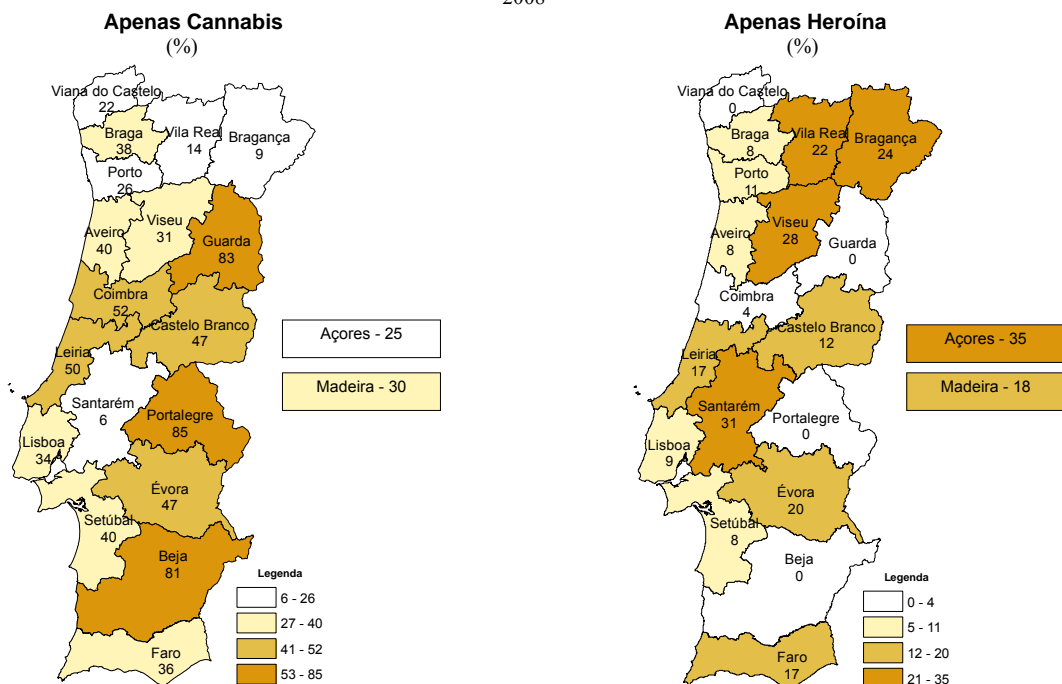 2008
Apenas Cannabis
(%)
Viana do Castelo
22
Braga
38
Vila Real
14
Bragança
9
Porto
26
Aveiro
40
Viseu
31
Guarda
83
Coimbra
52
Castelo Branco
47
Leiria
50
Santarém
6
Portalegre
85
Lisboa
34
Évora
47
Setúbal
40
Beja
81
Faro
36
Açores - 25
Madeira - 30
Legenda
6 - 26
27 - 40
41 - 52
53 - 85
Apenas Heroína
(%)
Viana do Castelo
0
Braga
8
Vila Real
22
Bragança
24
Porto
11
Aveiro
8
Viseu
28
Guarda
0
Coimbra
4
Castelo Branco
12
Leiria
17
Santarém
31
Portalegre
0
Lisboa
9
Évora
20
Setúbal
8
Beja
0
Faro
17
Açores - 35
Madeira - 18
Legenda
0 - 4
5 - 11
12 - 20
21 - 35